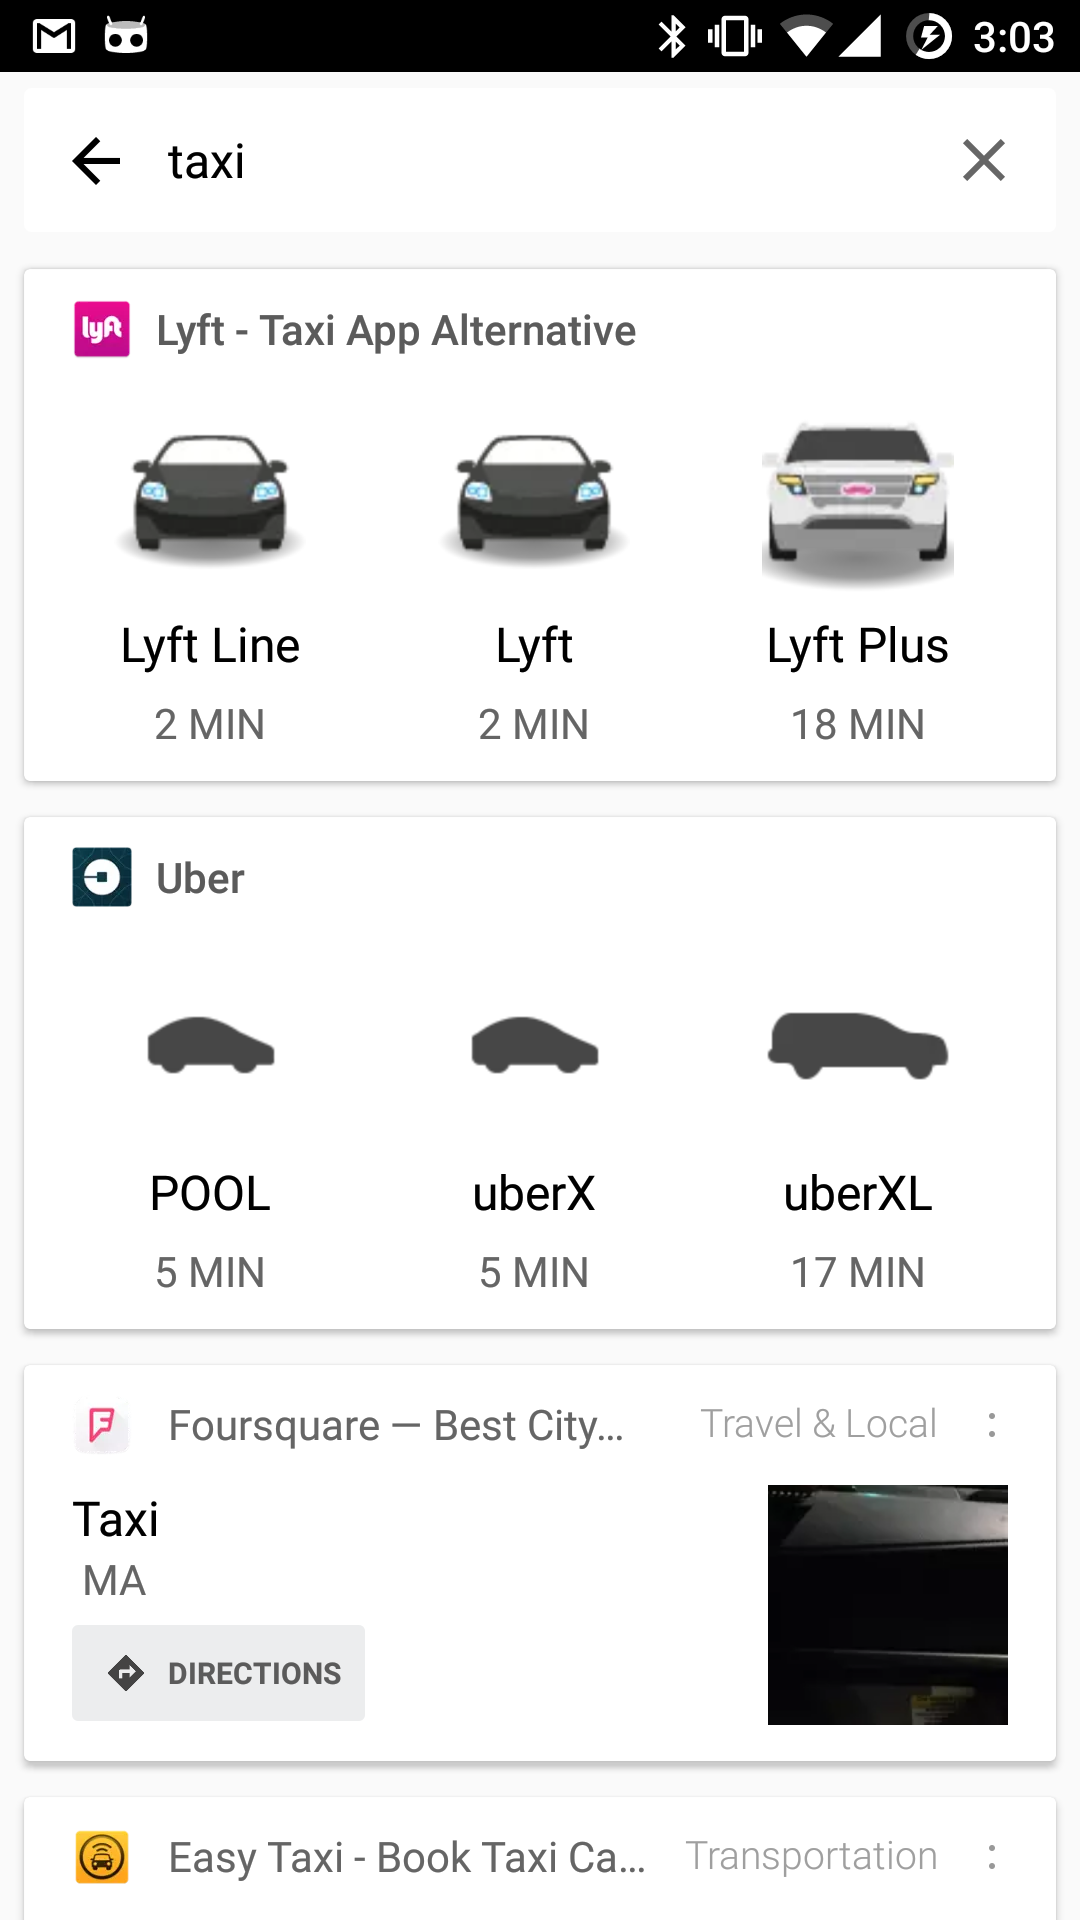 3:03
taxi
lyft
Lyft - Taxi App Alternative
Lyft Line
Lyft
Lyft Plus
2 MIN
2 MIN
18 MIN
Uber
POOL
uberX
uberXL
5 MIN
5 MIN
17 MIN
Foursquare — Best City...
Travel & Local
Taxi
MA
DIRECTIONS
Easy Taxi - Book Taxi Ca...
Transportation